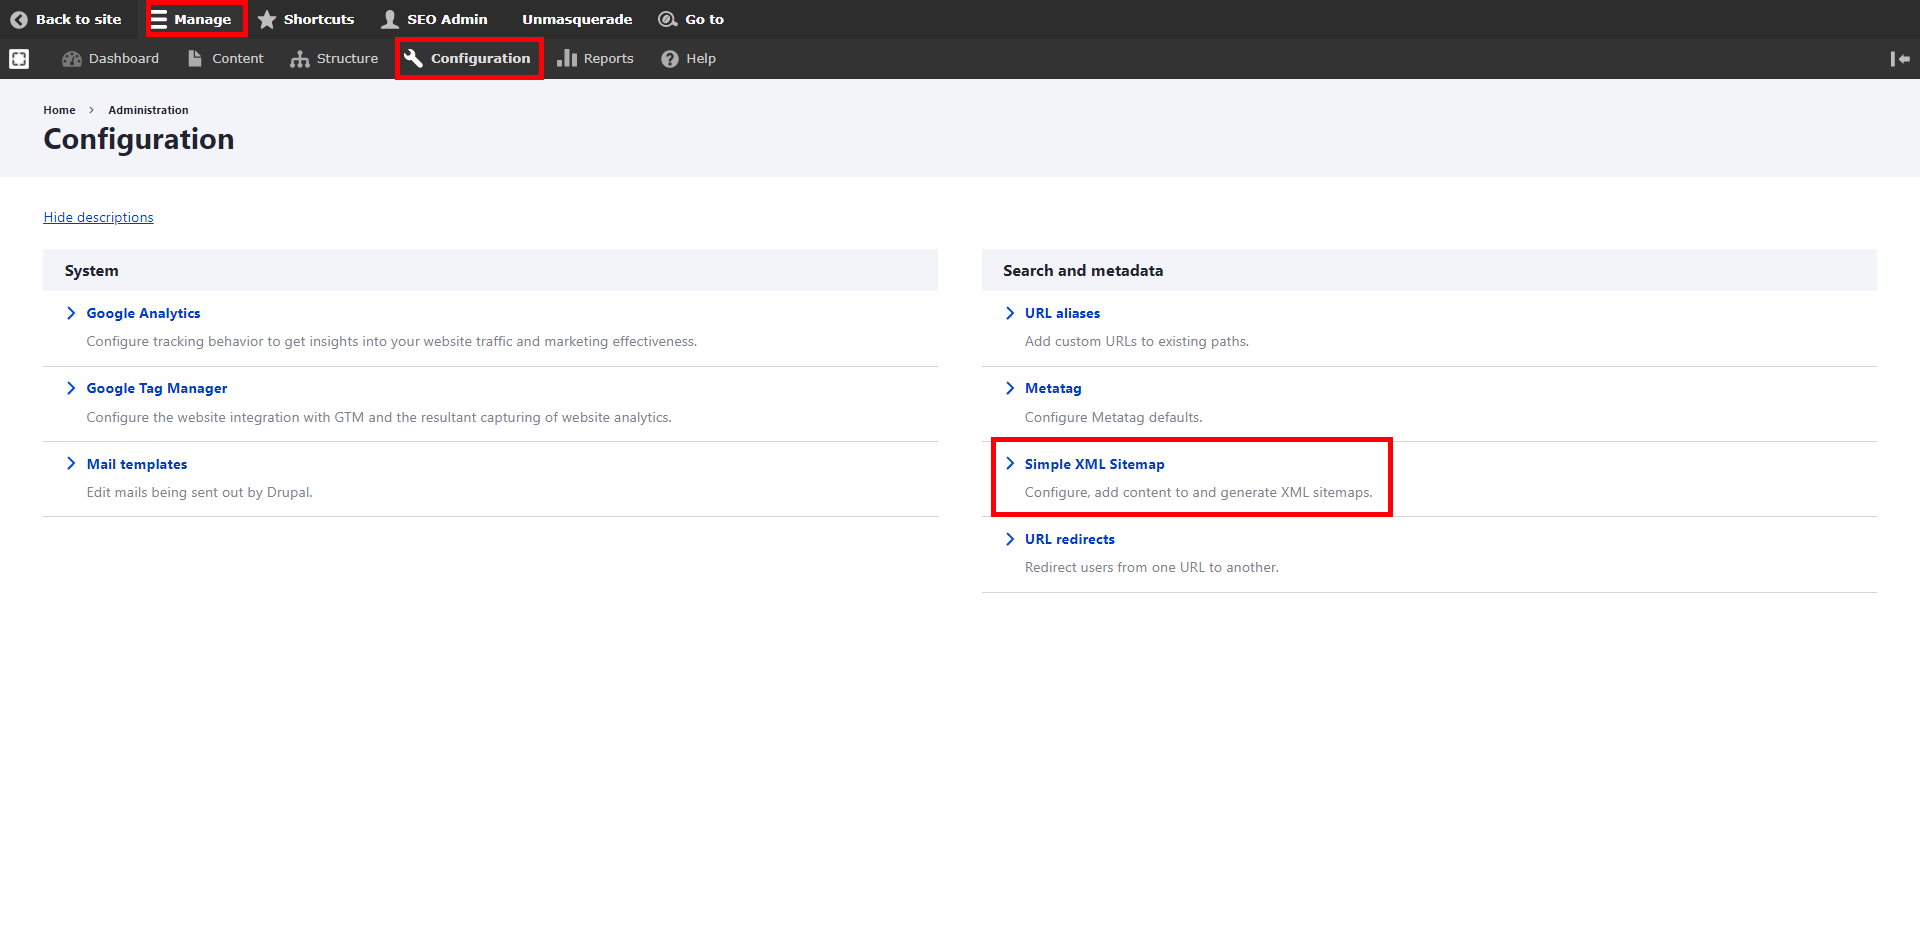 Back to site Manage Shortcuts SEO Admin Unmasquerade Go to
Dashboard Content Structure Configuration Reports Help
Home Administration
Configuration
Hide descriptions
System
Google Analytics
Configure tracking behavior to get insights into your website traffic and marketing effectiveness.
Google Tag Manager
Configure the website integration with GTM and the resultant capturing of website analytics.
Mail templates
Edit mails being sent out by Drupal.
Search and metadata
URL aliases
Add custom URLs to existing paths.
Metatag
Configure Metatag defaults.
Simple XML Sitemap
Configure, add content to and generate XML sitemaps.
URL redirects
Redirect users from one URL to another.